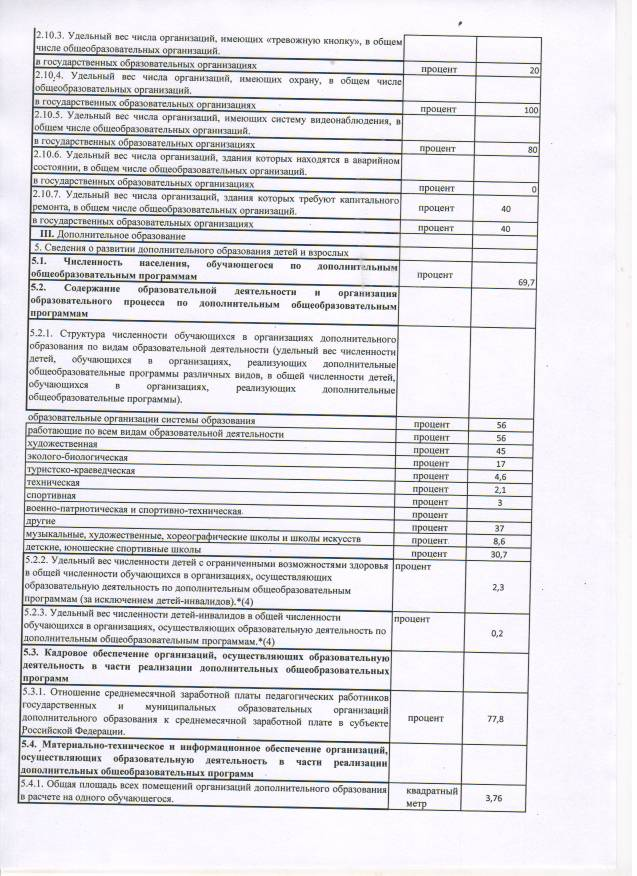 2.10.3. Удельный вес числа организаций, имеющих «тревожную кнопку», в общем
числе общеобразовательных организаций.
в государственных образовательных организациях процент 20
2.10.4. Удельный вес числа организаций, имеющих охрану, в общем числе
общеобразовательных организаций.
в государственных образовательных организациях процент 100
2.10.5. Удельный вес числа организаций, имеющих систему видеонаблюдения, в
общем числе общеобразовательных организаций.
в государственных образовательных организациях процент 80
2.10.6. Удельный вес числа организаций, здания которых находятся в аварийном
состоянии, в общем числе общеобразовательных организаций.
в государственных образовательных организациях процент 0
2.10.7. Удельный вес числа организаций, здания которых требуют капитального
ремонта, в общем числе общеобразовательных организаций. процент 40
в государственных образовательных организациях процент 40
III. Дополнительное образование
5. Сведения о развитии дополнительного образования детей и взрослых
5.1. Численность населения, обучающегося по дополнительным
общеобразовательным программам процент 69,7
5.2. Содержание образовательной деятельности и организация
образовательного процесса по дополнительным общеобразовательным
программам
5.2.1. Структура численности обучающихся в организациях дополнительного
образования по видам образовательной деятельности (удельный вес численности
детей, обучающихся в организациях, реализующих дополнительные
общеобразовательные программы различных видов, в общей численности детей,
обучающихся в организациях, реализующих дополнительные
общеобразовательные программы).
образовательные организации системы образования процент 56
работающие по всем видам образовательной деятельности процент 56
художественная процент 45
эколого-биологическая процент 17
туристско-краеведческая процент 4,6
техническая процент 2,1
спортивная процент 3
военно-патриотическая и спортивно-техническая процент
другие процент 37
музыкальные, художественные, хореографические школы и школы искусств процент 8,6
детские, юношеские спортивные школы процент 30,7
5.2.2. Удельный вес численности детей с ограниченными возможностями здоровья процент
в общей численности обучающихся в организациях, осуществляющих
образовательную деятельность по дополнительным общеобразовательным 2,3
программам (за исключением детей-инвалидов).*(4)
5.2.3. Удельный вес численности детей-инвалидов в общей численности процент
обучающихся в организациях, осуществляющих образовательную деятельность по 0,2
дополнительным общеобразовательным программам.*(4)
5.3. Кадровое обеспечение организаций, осуществляющих образовательную
деятельность в части реализации дополнительных общеобразовательных
программ
5.3.1. Отношение среднемесячной заработной платы педагогических работников
государственных и муниципальных образовательных организаций процент 77,8
дополнительного образования к среднемесячной заработной плате в субъекте
Российской Федерации.
5.4. Материально-техническое и информационное обеспечение организаций,
осуществляющих образовательную деятельность в части реализации
дополнительных общеобразовательных программ
5.4.1. Общая площадь всех помещений организаций дополнительного образования квадратный
в расчете на одного обучающегося. метр 3,76